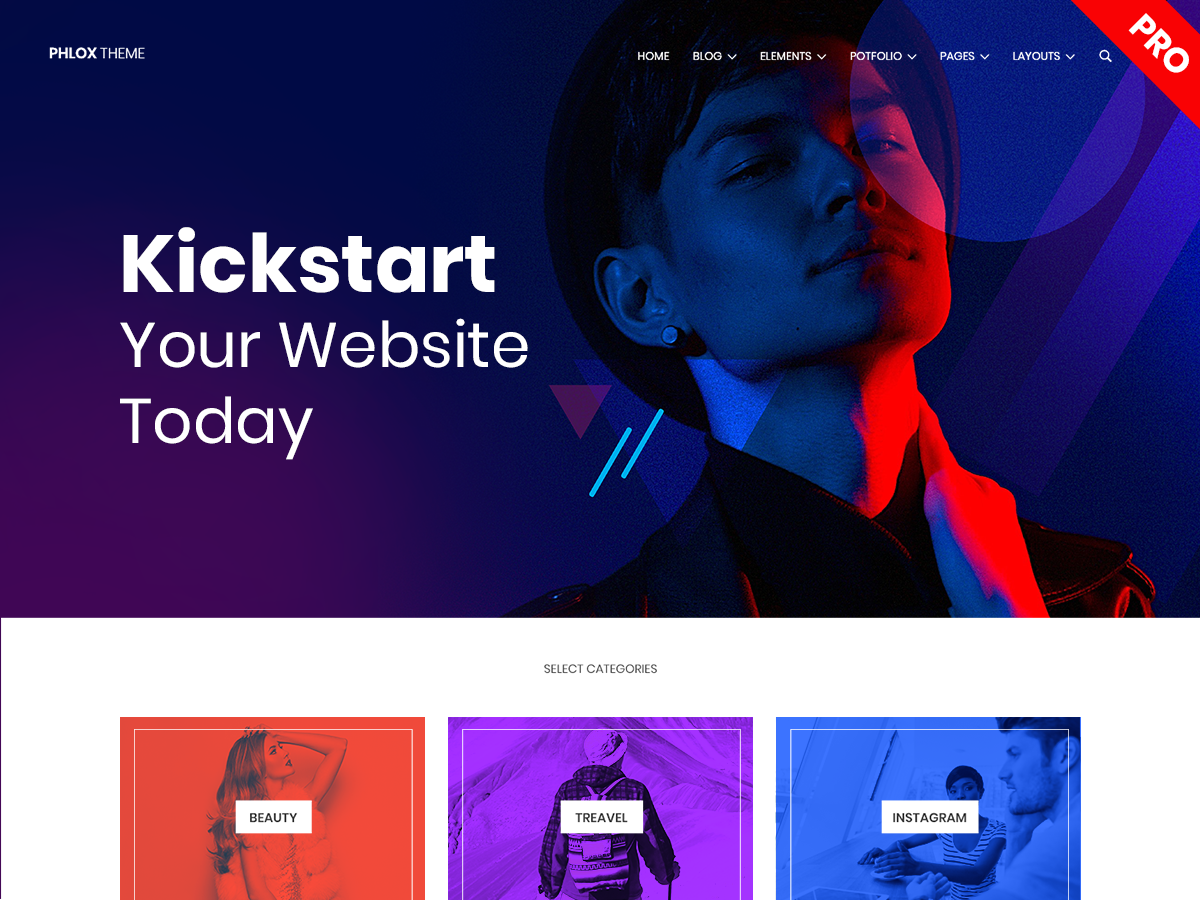 PHLOX THEME
HOME BLOG ELEMENTS POTFOLIO PAGES LAYOUTS
PRO
Kickstart
Your Website
Today
SELECT CATEGORIES
BEAUTY
TREAVEL
INSTAGRAM